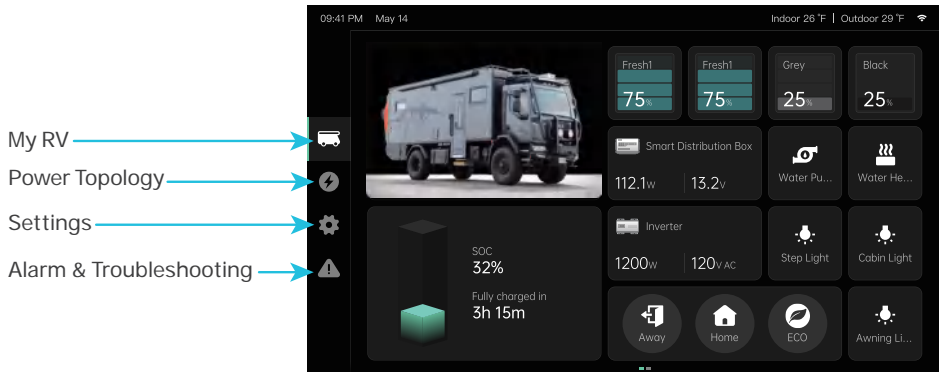 09:41 PM May 14
Indoor 26 °F | Outdoor 29 °F
My RV
Power Topology
Settings
Alarm & Troubleshooting
Fresh1
75%
Fresh1
75%
Grey
25%
Black
25%
Smart Distribution Box
112.1w
13.2v
Water Pu...
Water He...
SOC
32%
Fully charged in
3h 15m
Inverter
1200w
120v AC
Step Light
Cabin Light
Away
Home
ECO
Awning Li...